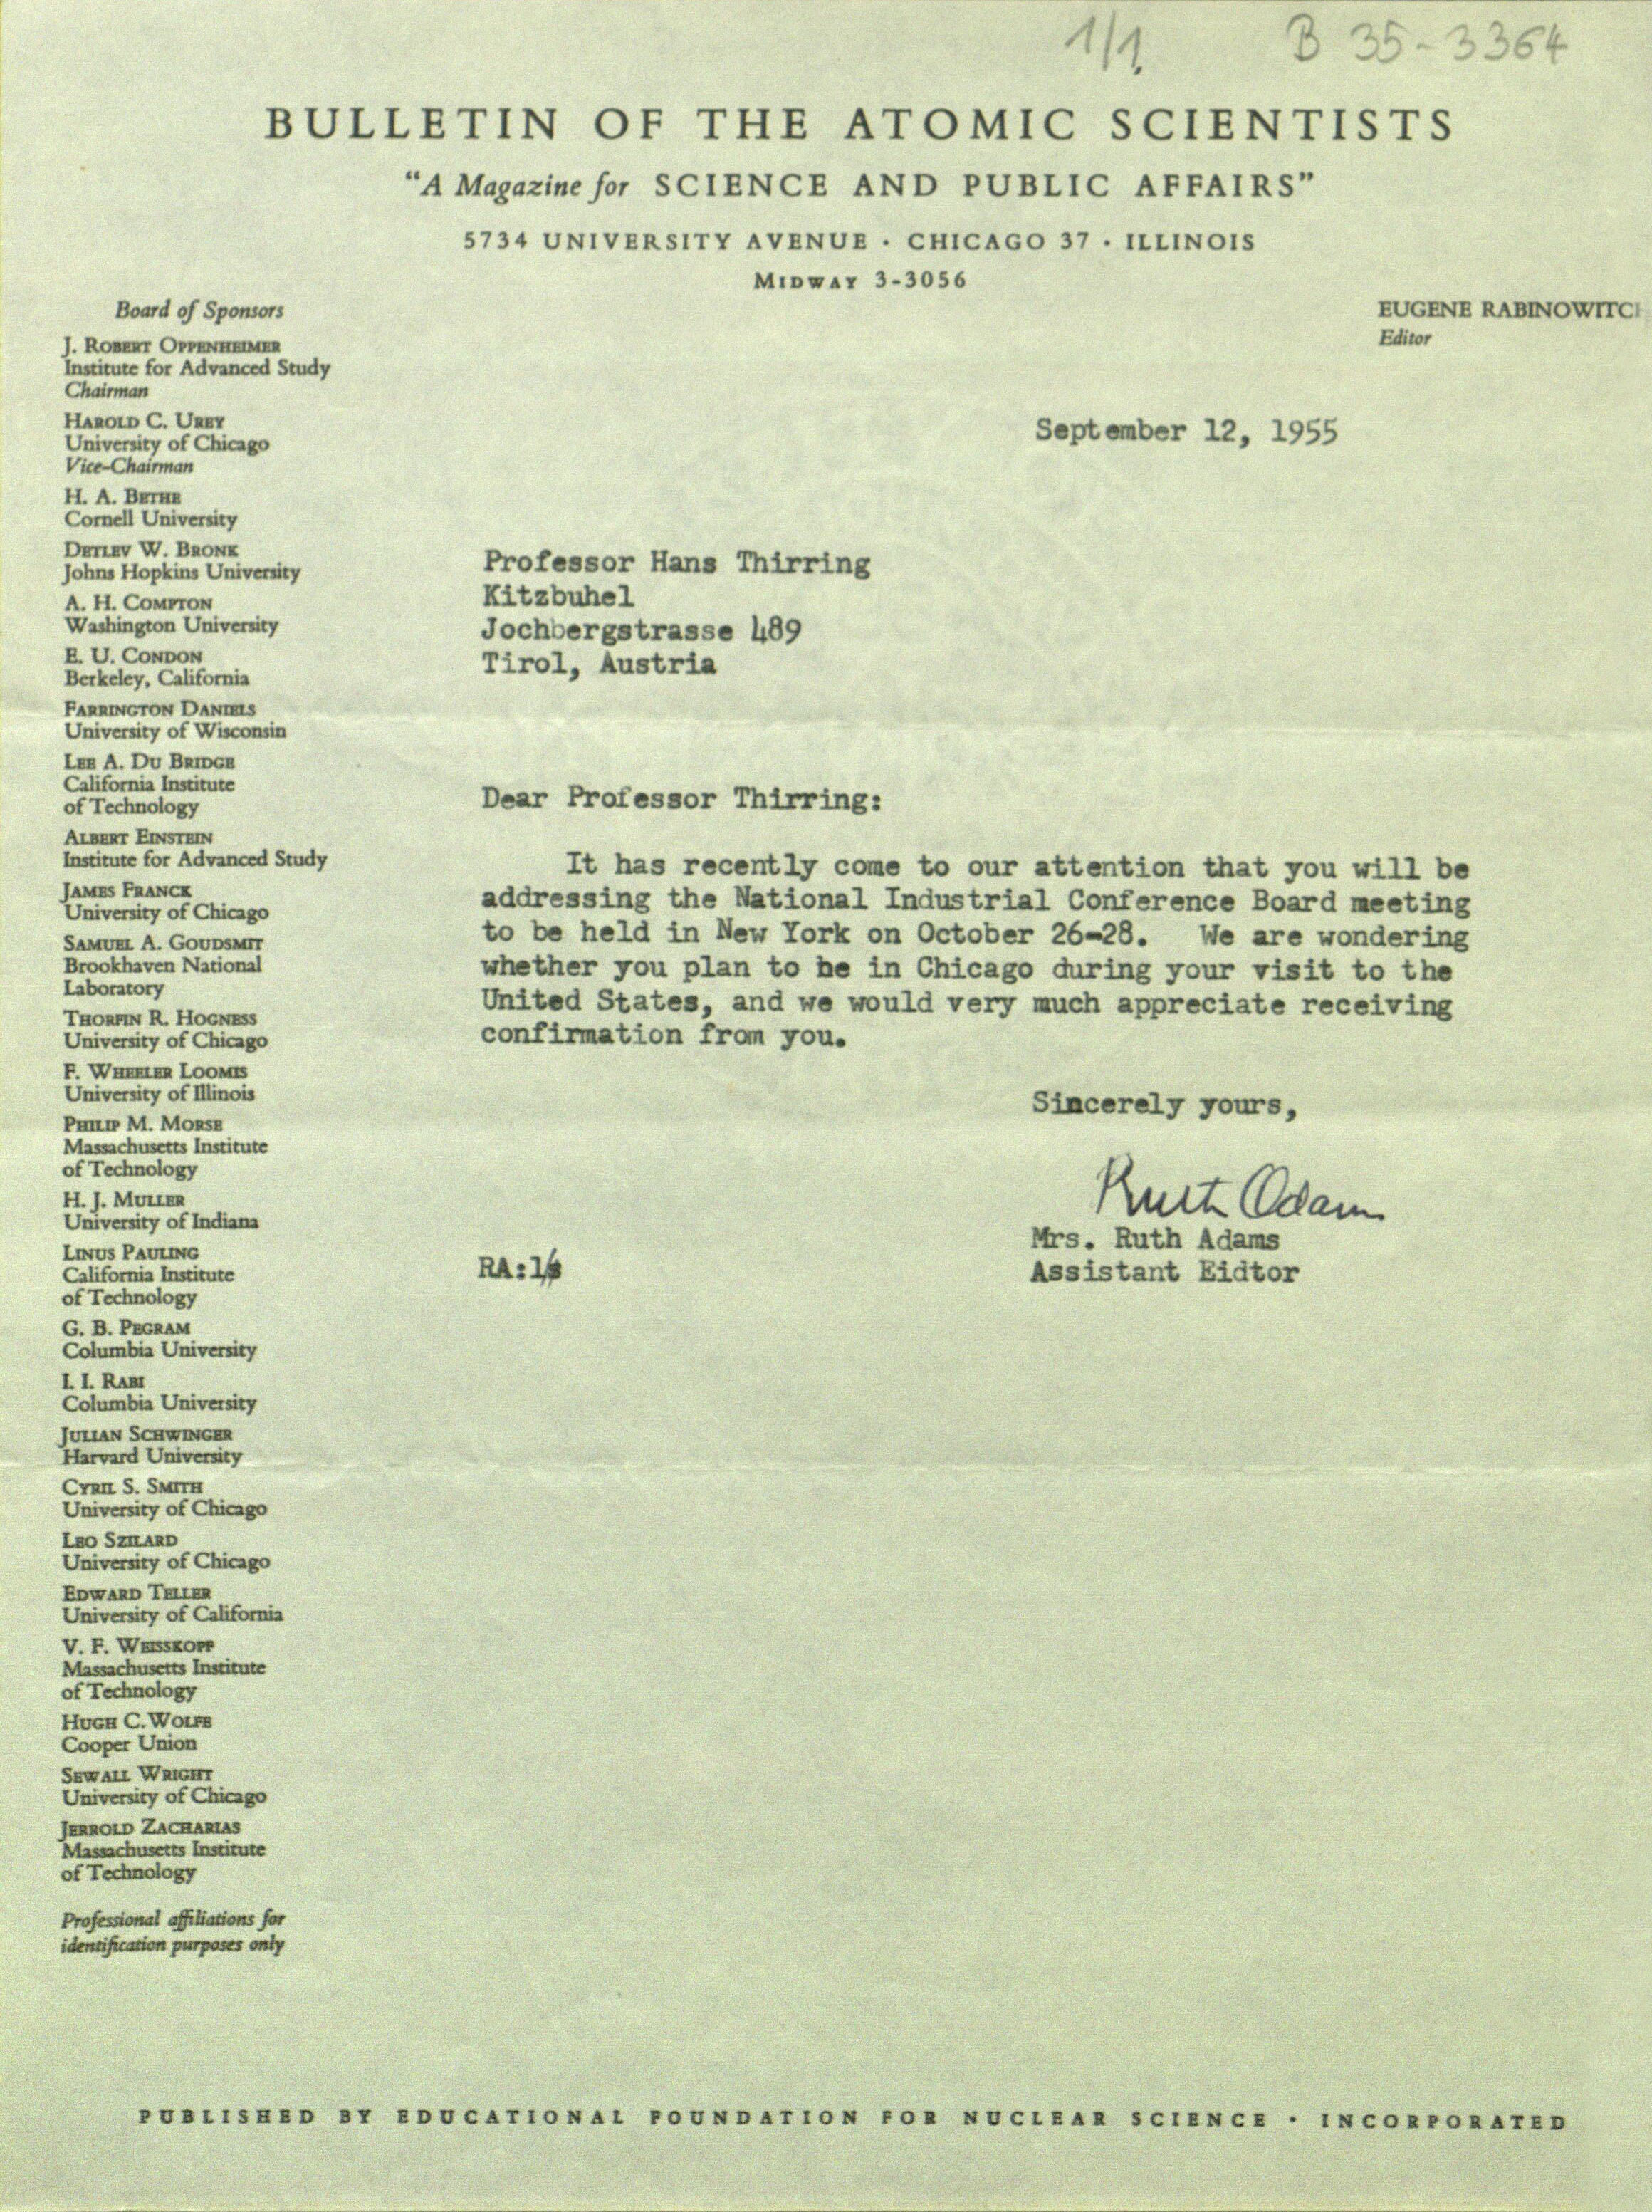 1/1 B 35-3364
BULLETIN OF THE ATOMIC SCIENTISTS
"A Magazine for SCIENCE AND PUBLIC AFFAIRS"
5734 UNIVERSITY AVENUE · CHICAGO 37 · ILLINOIS
MIDWAY 3-3056
Board of Sponsors
J. ROBERT OPPENHEIMER
Institute for Advanced Study
Chairman
HAROLD C. UREY
University of Chicago
Vice-Chairman
H. A. BETHE
Cornell University
DETLEV W. BRONK
Johns Hopkins University
A. H. COMPTON
Washington University
E. U. CONDON
Berkeley, California
FARRINGTON DANIELS
University of Wisconsin
LEE A. DU BRIDGE
California Institute
of Technology
ALBERT EINSTEIN
Institute for Advanced Study
JAMES FRANCK
University of Chicago
SAMUEL A. GOUDSMIT
Brookhaven National
Laboratory
THORFIN R. HOGNESS
University of Chicago
F. WHEELER LOOMIS
University of Illinois
PHILIP M. MORSE
Massachusetts Institute
of Technology
H. J. MULLER
University of Indiana
LINUS PAULING
California Institute
of Technology
G. B. PEGRAM
Columbia University
I. I. RABI
Columbia University
JULIAN SCHWINGER
Harvard University
CYRIL S. SMITH
University of Chicago
LEO SZILARD
University of Chicago
EDWARD TELLER
University of California
V. F. WEISSKOPF
Massachusetts Institute
of Technology
HUGH C. WOLFE
Cooper Union
SEWALL WRIGHT
University of Chicago
JERROLD ZACHARIAS
Massachusetts Institute
of Technology
Professional affiliations for
identification purposes only
EUGENE RABINOWITCH
Editor
September 12, 1955
Professor Hans Thirring
Kitzbuhel
Jochbergstrasse 489
Tirol, Austria
Dear Professor Thirring:
It has recently come to our attention that you will be
addressing the National Industrial Conference Board meeting
to be held in New York on October 26-28. We are wondering
whether you plan to be in Chicago during your visit to the
United States, and we would very much appreciate receiving
confirmation from you.
Sincerely yours,
Ruth Adam
Mrs. Ruth Adams
Assistant Eidtor
PUBLISHED BY EDUCATIONAL FOUNDATION FOR NUCLEAR SCIENCE · INCORPORATED